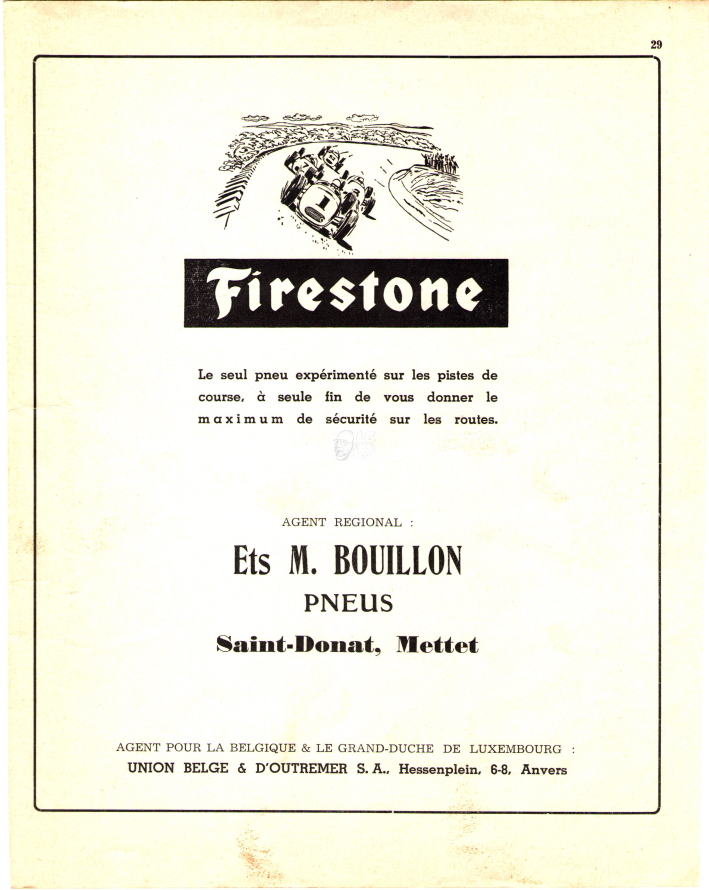 29
1
Firestone
Le seul pneu expérimenté sur les pistes de
course, à seule fin de vous donner le
maximum de sécurité sur les routes.
AGENT REGIONAL :
Ets M. BOUILLON
PNEUS
Saint-Donat, Mettet
AGENT POUR LA BELGIQUE & LE GRAND-DUCHE DE LUXEMBOURG :
UNION BELGE & D'OUTREMER S. A., Hessenplein, 6-8, Anvers